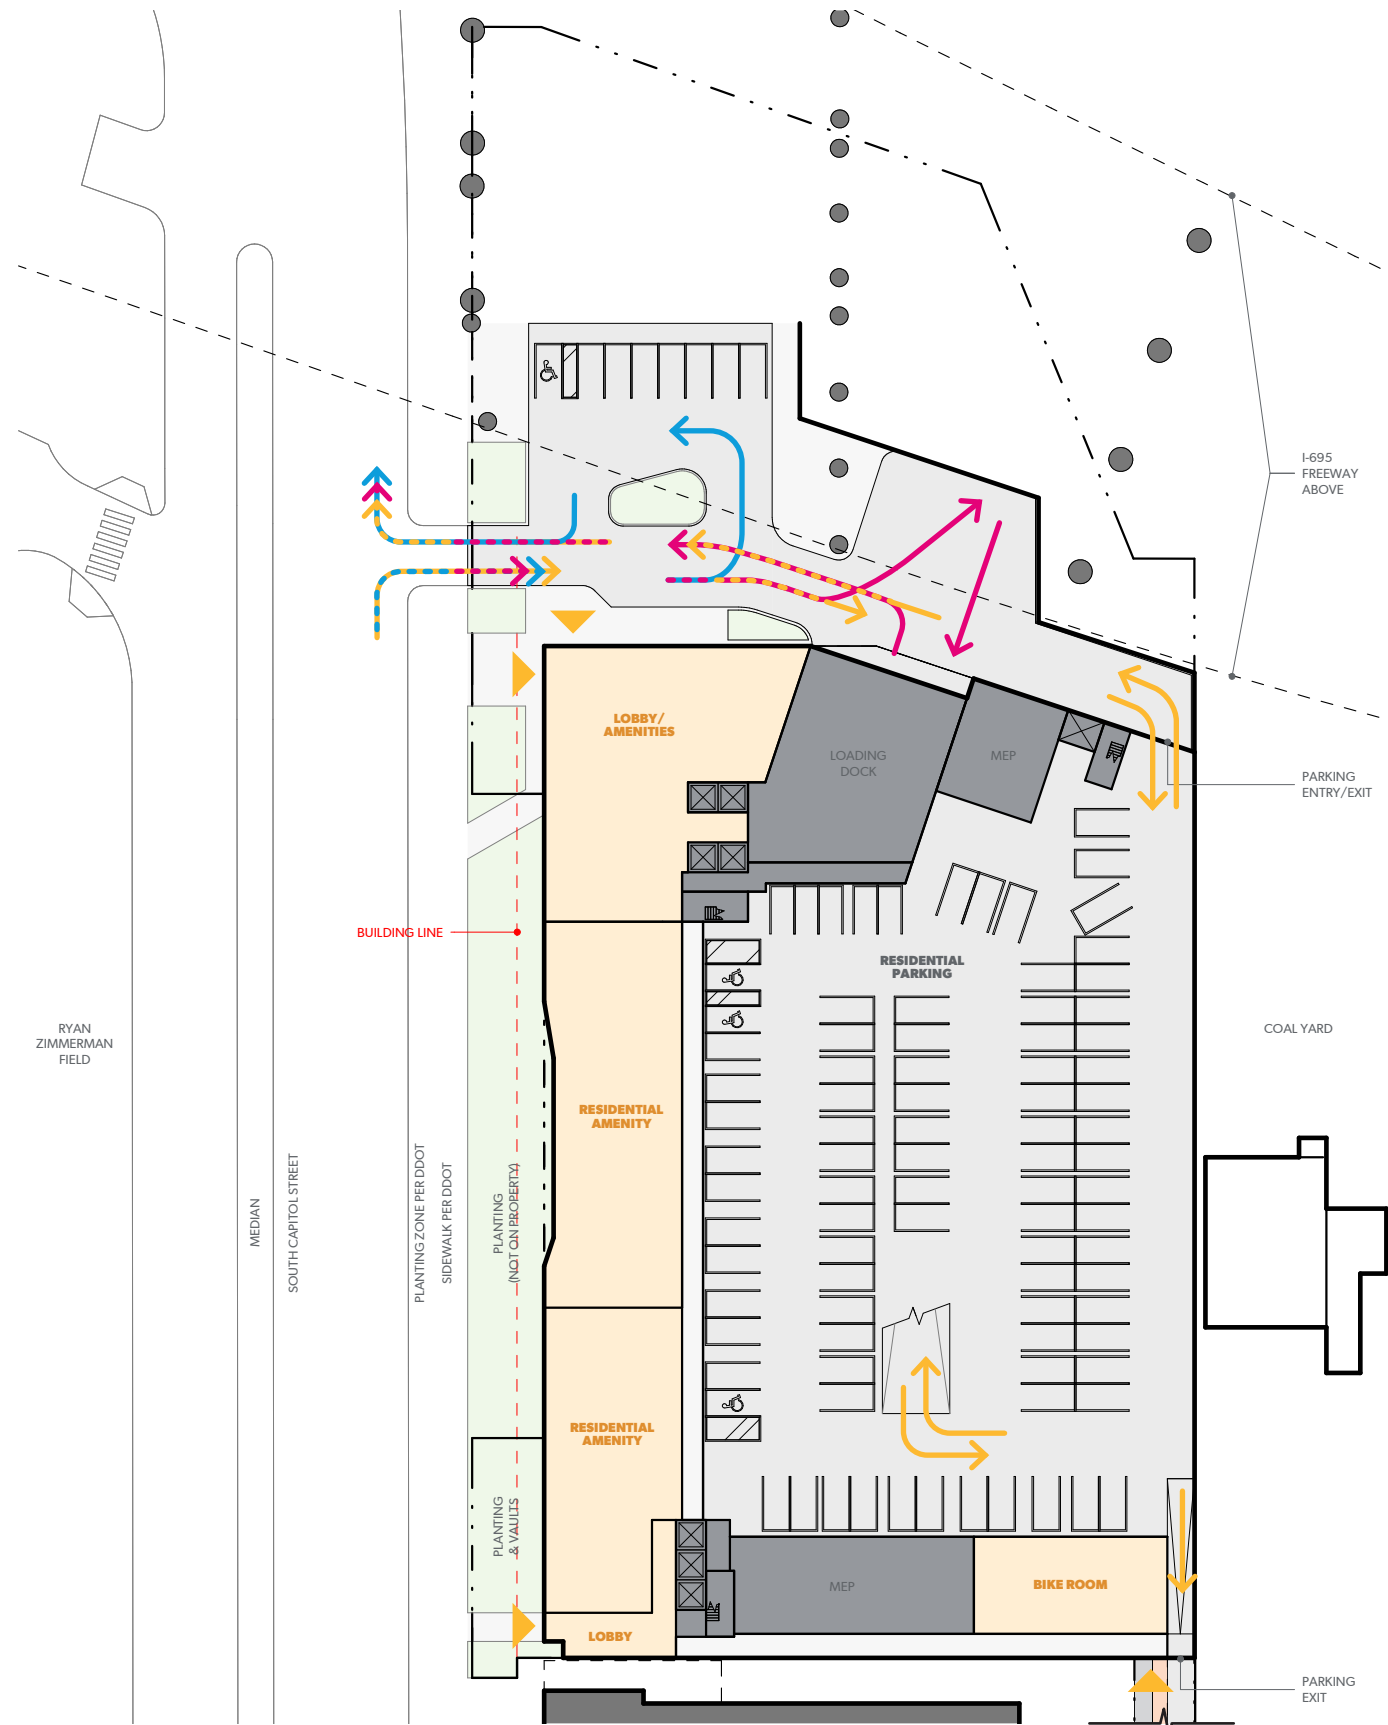 I-695
FREEWAY
ABOVE
LOBBY/
AMENITIES
LOADING
DOCK
MEP
PARKING
ENTRY/EXIT
BUILDING LINE
RESIDENTIAL
PARKING
RYAN
ZIMMERMAN
FIELD
COAL YARD
RESIDENTIAL
AMENITY
MEDIAN
SOUTH CAPITOL STREET
PLANTING ZONE PER DDOT
SIDEWALK PER DDOT
PLANTING
(NOT ON PROPERTY)
RESIDENTIAL
AMENITY
PLANTING
& VAULTS
MEP
BIKE ROOM
LOBBY
PARKING
EXIT